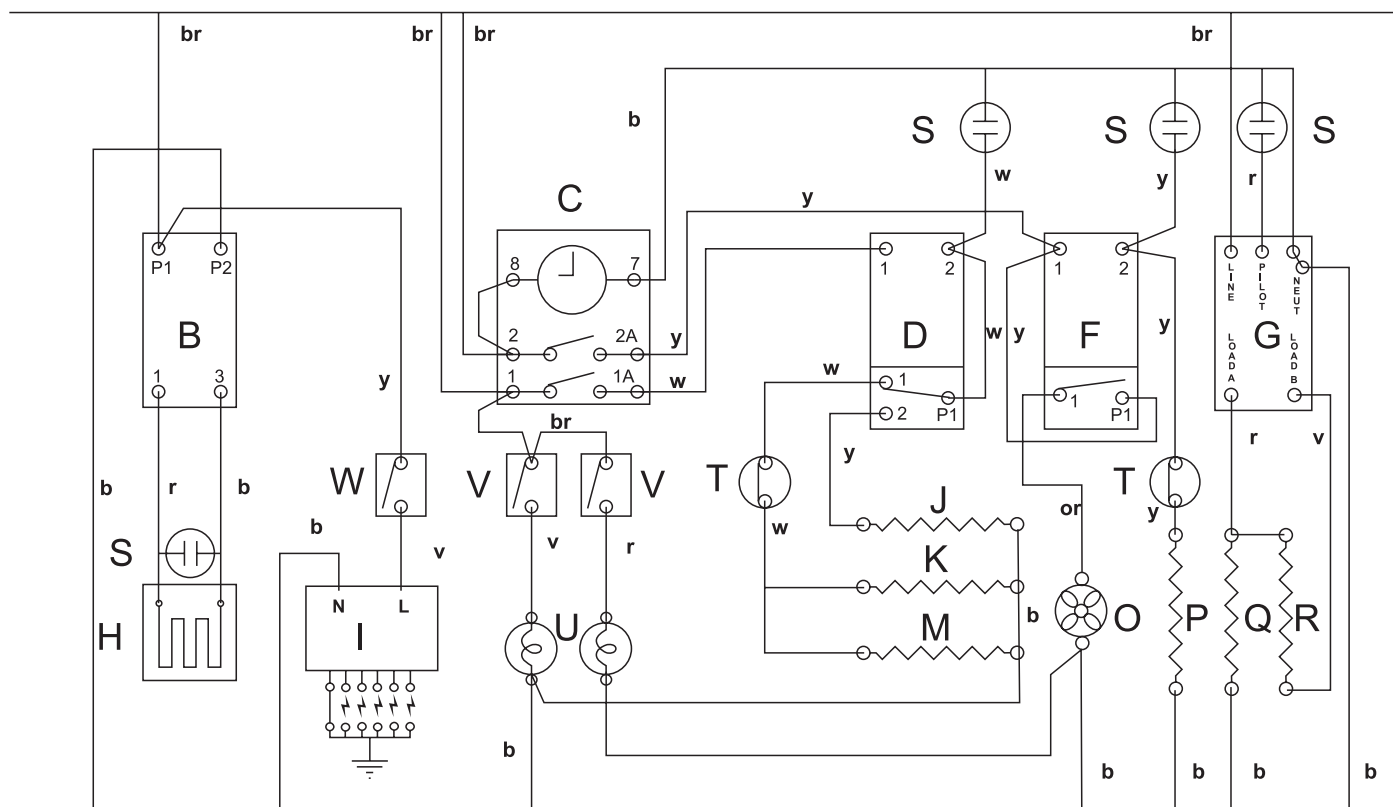 br
br
br
br
b
S
S
S
w
y
r
C
y
P1
P2
8
7
1
2
1
2
LINE
PILOT
NEUT
B
2
2A
y
D
w
y
F
y
G
1
3
y
1
1A
w
w
1
2
P1
1
P1
LOAD A
LOAD B
br
r
v
b
r
b
W
V
V
T
y
T
J
or
y
S
b
v
v
r
w
K
H
N
L
I
U
M
b
O
P
Q
R
b
b
b
b
b